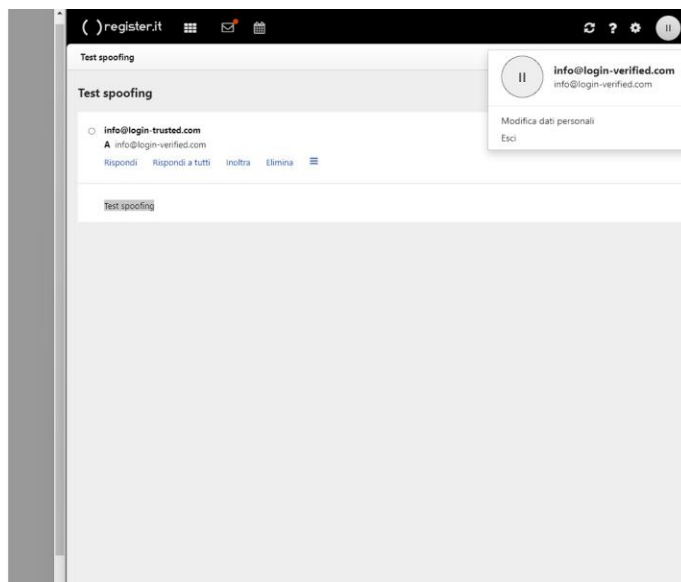 ( ) register.it
?
II
Test spoofing
II
info@login-verified.com
info@login-verified.com
Modifica dati personali
Esci
Test spoofing
info@login-trusted.com
A info@login-verified.com
Rispondi Rispondi a tutti Inoltra Elimina
Test spoofing